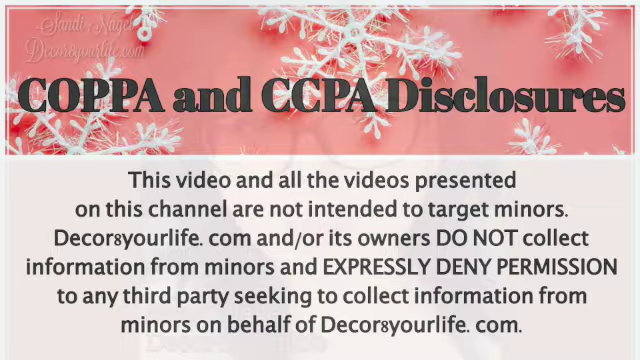 Sandi Nagel
Decor8yourlife.com
COPPA and CCPA Disclosures
This video and all the videos presented
on this channel are not intended to target minors.
Decor8yourlife. com and/or its owners DO NOT collect
information from minors and EXPRESSLY DENY PERMISSION
to any third party seeking to collect information from
minors on behalf of Decor8yourlife. com.